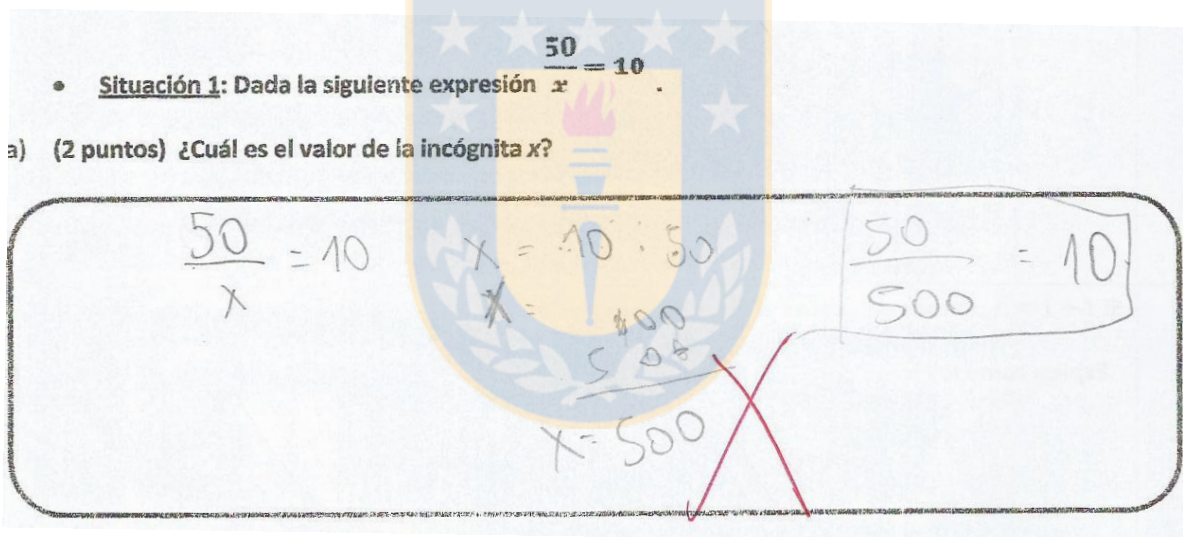 • Situación 1: Dada la siguiente expresión 50/x = 10 .
a) (2 puntos) ¿Cuál es el valor de la incógnita x?
50/x = 10
x = 10 · 50
x =
500
x = 500
50/500 = 10